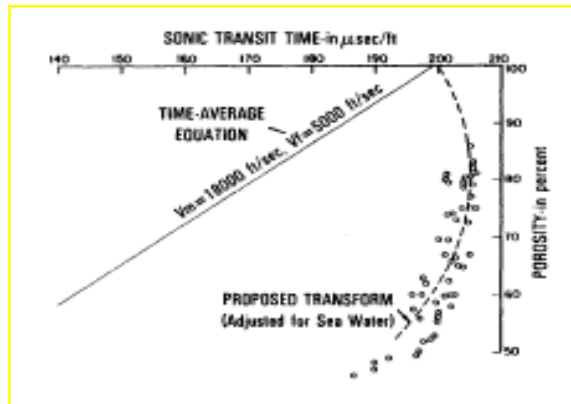 SONIC TRANSIT TIME-in μsec/ft
140 150 160 170 180 190 200 210
100
TIME-AVERAGE
EQUATION
Vm=18000 ft/sec, Vf=5000 ft/sec
90
80
70
60
50
POROSITY-in percent
PROPOSED TRANSFORM
(Adjusted for Sea Water)